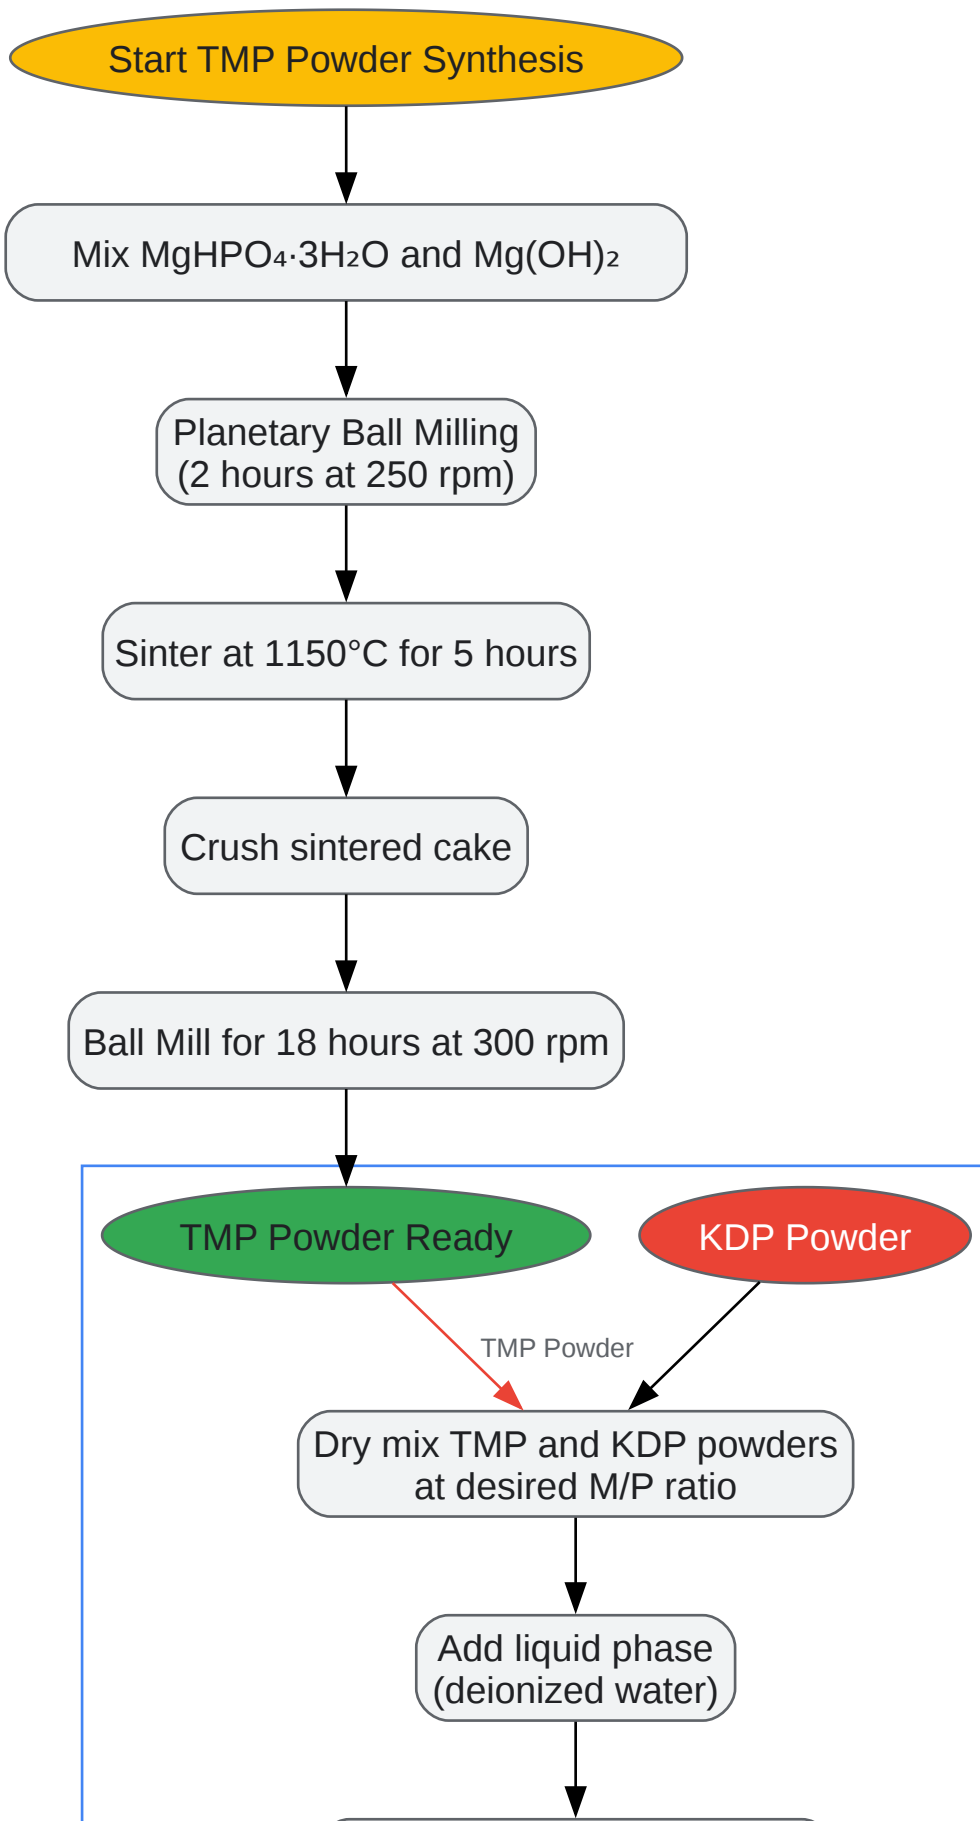 Start TMP Powder Synthesis
Mix MgHPO₄·3H₂O and Mg(OH)₂
Planetary Ball Milling
(2 hours at 250 rpm)
Sinter at 1150°C for 5 hours
Crush sintered cake
Ball Mill for 18 hours at 300 rpm
TMP Powder Ready
KDP Powder
TMP Powder
Dry mix TMP and KDP powders
at desired M/P ratio
Add liquid phase
(deionized water)